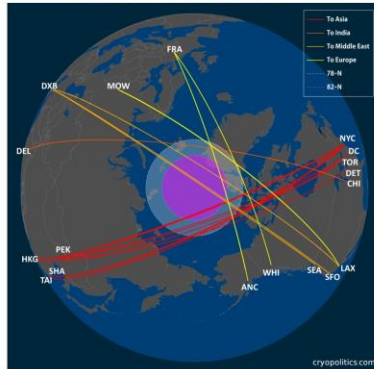 To Asia
To India
To Middle East
To Europe
78-N
82-N
FRA
DXB
MOW
NYC
DC
DEL
TOR
DET
CHI
PEK
HKG
SHA
TAI
LAX
WHI
SEA
SFO
ANC
cryopolitics.com